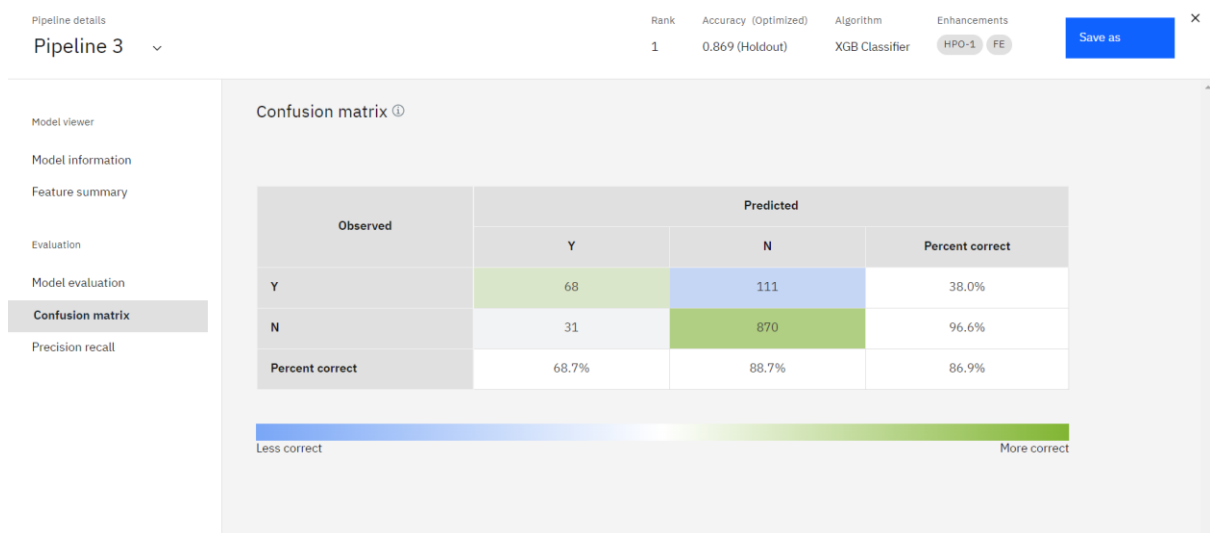 Pipeline details
Pipeline 3
Rank
1
Accuracy (Optimized)
0.869 (Holdout)
Algorithm
XGB Classifier
Enhancements
HPO-1 FE
Save as
Model viewer
Model information
Feature summary
Evaluation
Model evaluation
Confusion matrix
Precision recall
Confusion matrix
Observed Predicted
Y N Percent correct
Y 68 111 38.0%
N 31 870 96.6%
Percent correct 68.7% 88.7% 86.9%
Less correct More correct